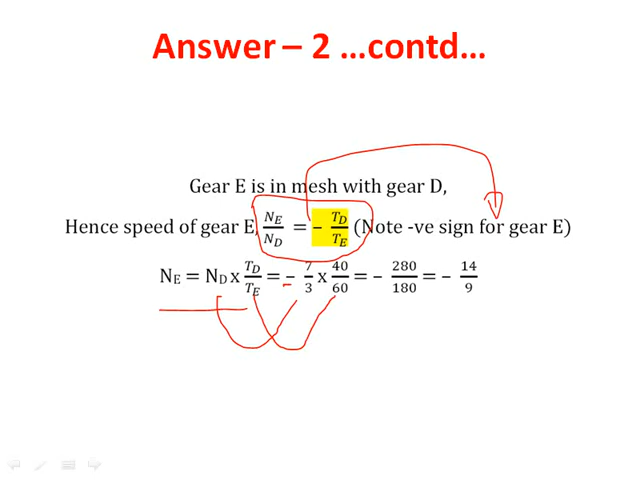 Answer – 2 ...contd...
Gear E is in mesh with gear D,
Hence speed of gear E, N_E/N_D = – T_D/T_E (Note -ve sign for gear E)
N_E = N_D x T_D/T_E = – 7/3 x 40/60 = – 280/180 = – 14/9